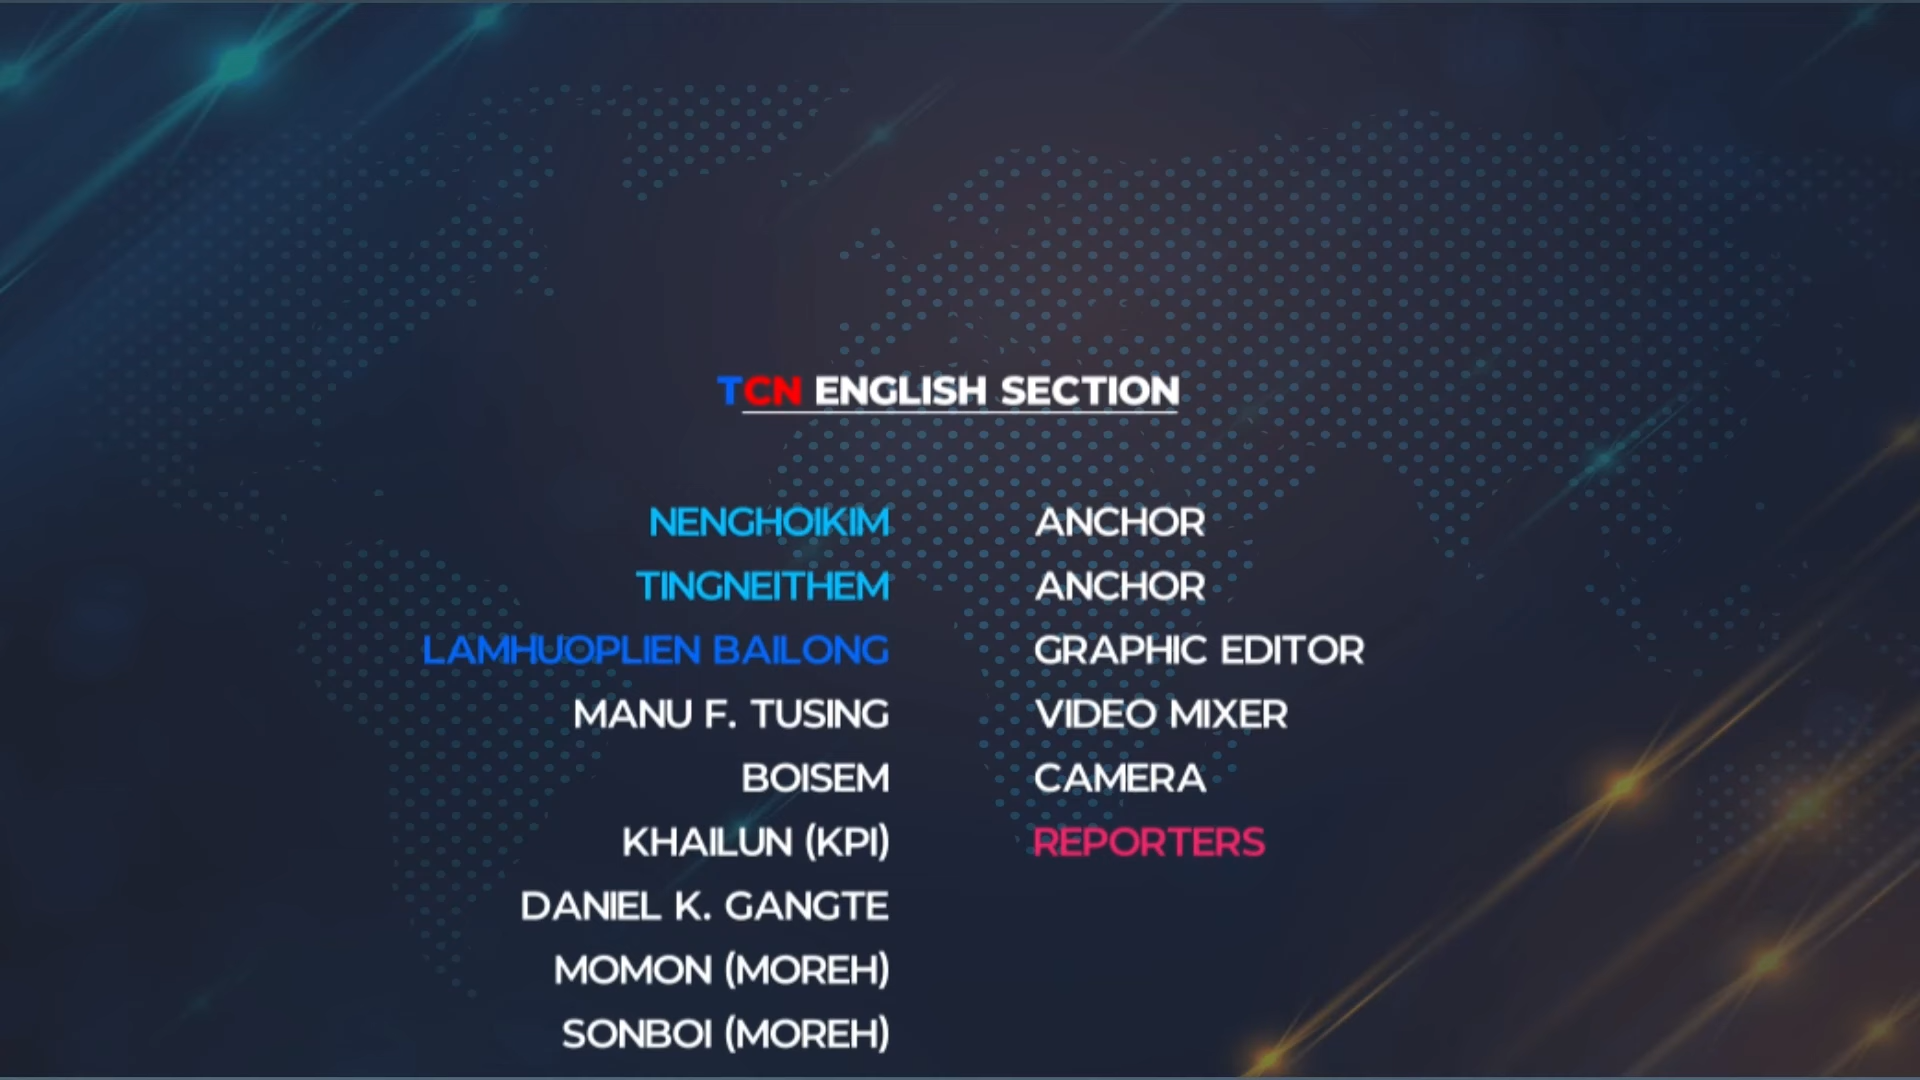 TCN ENGLISH SECTION
NENGHOIKIM ANCHOR
TINGNEITHEM ANCHOR
LAMHUOPLIEN BAILONG GRAPHIC EDITOR
MANU F. TUSING VIDEO MIXER
BOISEM CAMERA
KHAILUN (KPI) REPORTERS
DANIEL K. GANGTE
MOMON (MOREH)
SONBOI (MOREH)